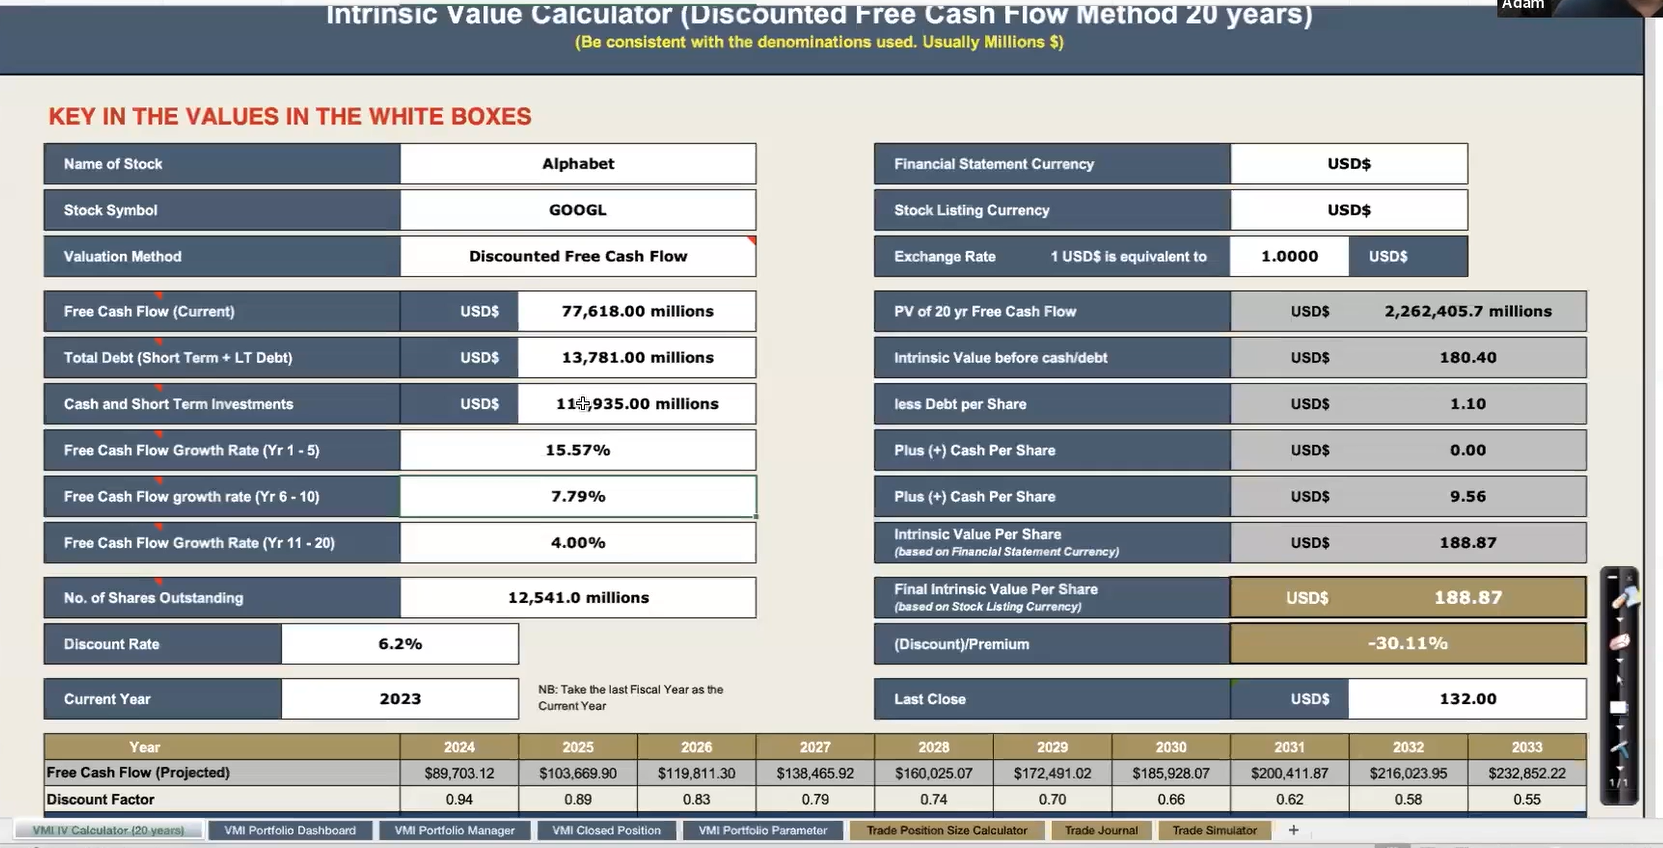 Adam
Intrinsic Value Calculator (Discounted Free Cash Flow Method 20 years)
(Be consistent with the denominations used. Usually Millions $)
KEY IN THE VALUES IN THE WHITE BOXES
Name of Stock Alphabet
Stock Symbol GOOGL
Valuation Method Discounted Free Cash Flow
Financial Statement Currency USD$
Stock Listing Currency USD$
Exchange Rate 1 USD$ is equivalent to 1.0000 USD$
Free Cash Flow (Current) USD$ 77,618.00 millions
Total Debt (Short Term + LT Debt) USD$ 13,781.00 millions
Cash and Short Term Investments USD$ millions
Free Cash Flow Growth Rate (Yr 1 - 5) 15.57%
Free Cash Flow growth rate (Yr 6 - 10) 7.79%
Free Cash Flow Growth Rate (Yr 11 - 20) 4.00%
No. of Shares Outstanding 12,541.0 millions
Discount Rate 6.2%
Current Year 2023
NB: Take the last Fiscal Year as the
Current Year
PV of 20 yr Free Cash Flow USD$ 2,262,405.7 millions
Intrinsic Value before cash/debt USD$ 180.40
less Debt per Share USD$ 1.10
Plus (+) Cash Per Share USD$ 0.00
Plus (+) Cash Per Share USD$ 9.56
Intrinsic Value Per Share
(based on Financial Statement Currency) USD$ 188.87
Final Intrinsic Value Per Share
(based on Stock Listing Currency) USD$ 188.87
(Discount)/Premium -30.11%
Last Close USD$ 132.00
Year 2024 2025 2026 2027 2028 2029 2030 2031 2032 2033
Free Cash Flow (Projected) $89,703.12 $103,669.90 $119,811.30 $138,465.92 $160,025.07 $172,491.02 $185,928.07 $200,411.87 $216,023.95 $232,852.22
Discount Factor 0.94 0.89 0.83 0.79 0.74 0.70 0.66 0.62 0.58 0.55
1/1
VMI IV Calculator (20 years) VMI Portfolio Dashboard VMI Portfolio Manager VMI Closed Position VMI Portfolio Parameter Trade Position Size Calculator Trade Journal Trade Simulator +